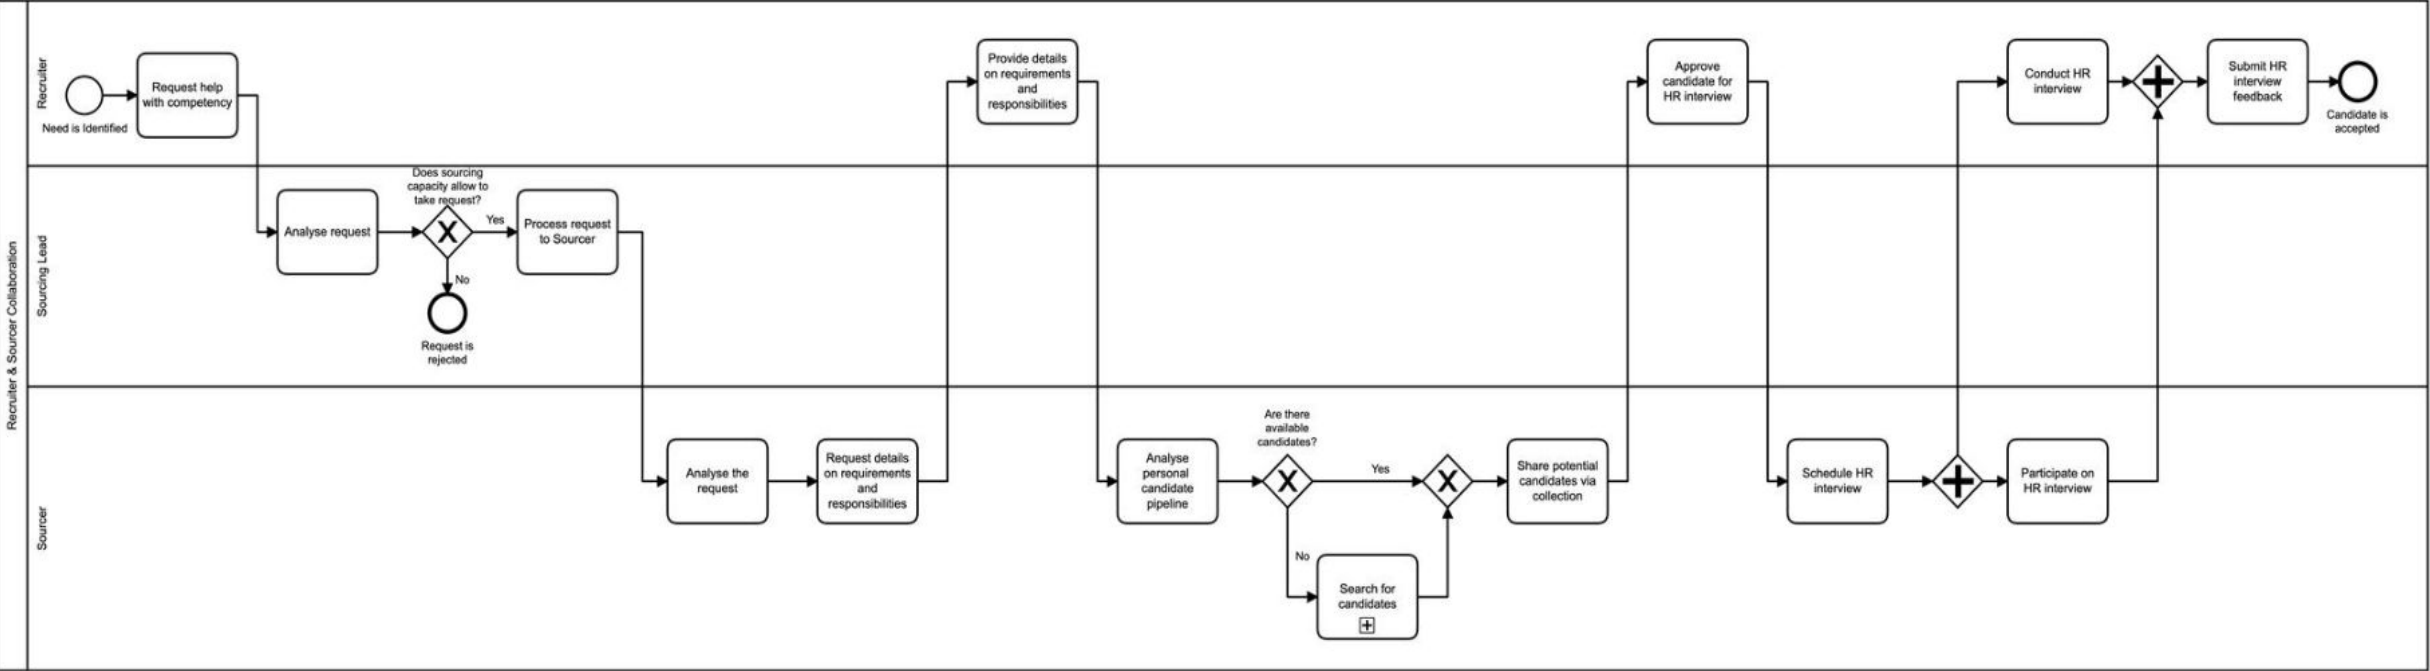 Recruiter & Sourcer Collaboration
Recruiter
Need is Identified
Request help
with competency
Provide details
on requirements
and
responsibilities
Approve
candidate for
HR interview
Conduct HR
interview
Submit HR
interview
feedback
Candidate is
accepted
Sourcing Lead
Analyse request
Does sourcing
capacity allow to
take request?
X
Yes
No
Request is
rejected
Process request
to Sourcer
Sourcer
Analyse the
request
Request details
on requirements
and
responsibilities
Analyse
personal
candidate
pipeline
Are there
available
candidates?
X
Yes
No
Search for
candidates
X
Share potential
candidates via
collection
Schedule HR
interview
Participate on
HR interview